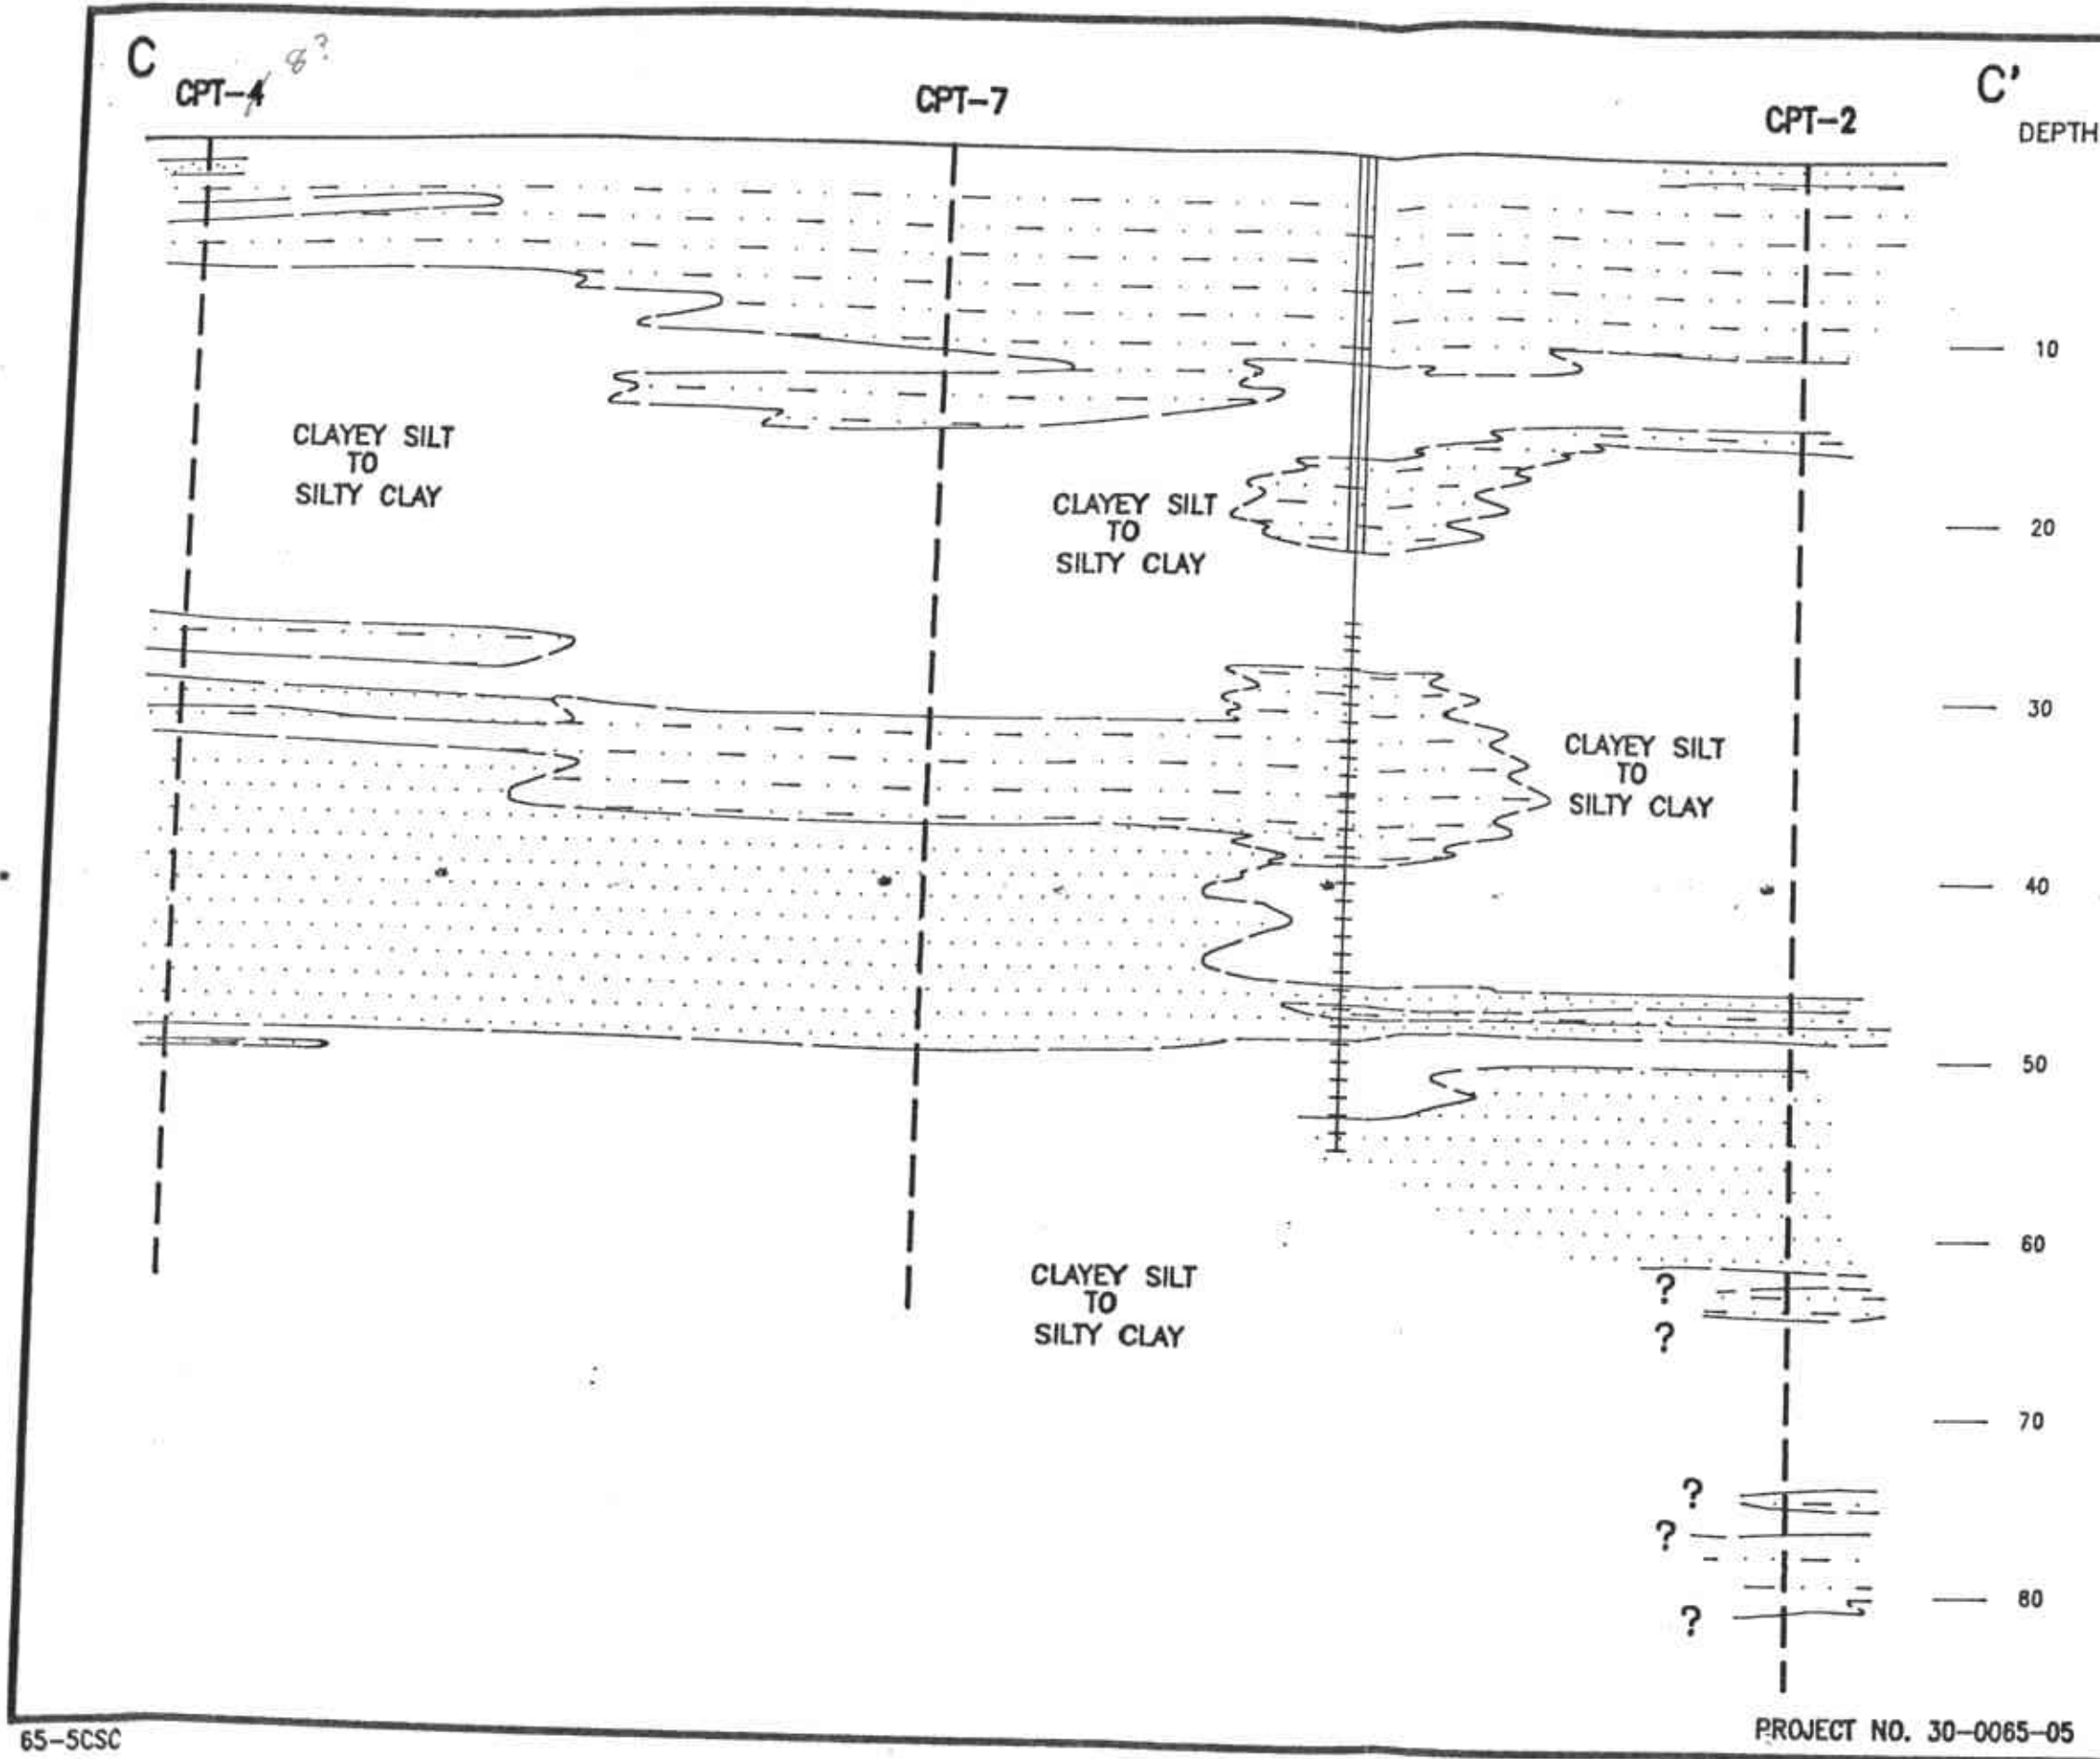 C
C'
CPT-4 8?
CPT-7
CPT-2
DEPTH
10
CLAYEY SILT
TO
SILTY CLAY
CLAYEY SILT
TO
SILTY CLAY
20
30
CLAYEY SILT
TO
SILTY CLAY
40
50
60
CLAYEY SILT
TO
SILTY CLAY
?
?
70
?
?
80
?
65-5CSC
PROJECT NO. 30-0065-05